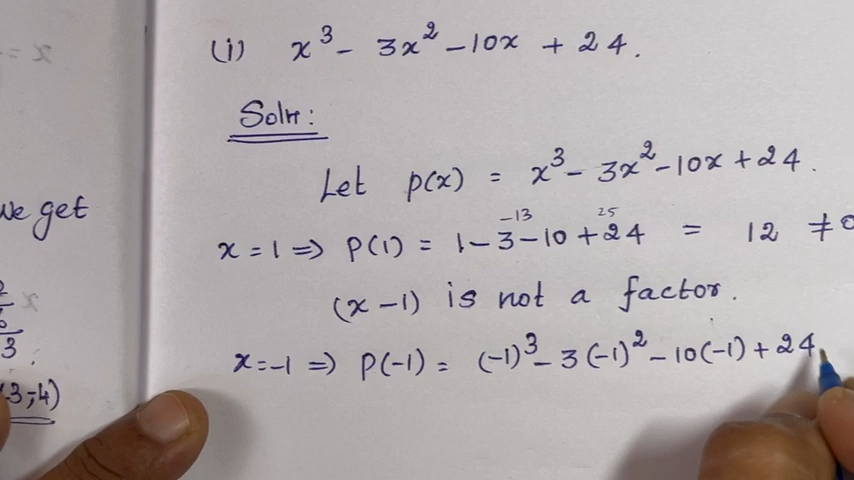 (i) x³ - 3x² - 10x + 24.
Soln:
Let p(x) = x³ - 3x² - 10x + 24.
-13 25
x = 1 ⇒ P(1) = 1 - 3 - 10 + 24 = 12 ≠ 0
(x - 1) is not a factor.
x = -1 ⇒ P(-1) = (-1)³ - 3(-1)² - 10(-1) + 24
we get
3.
3,-4)